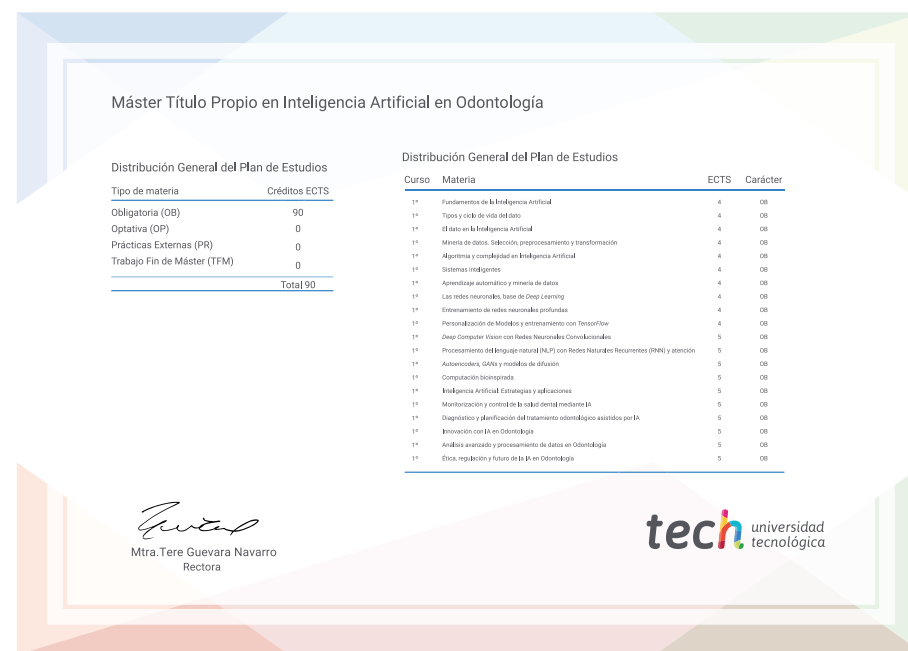 Máster Título Propio en Inteligencia Artificial en Odontología
Distribución General del Plan de Estudios
Tipo de materia Créditos ECTS
Obligatoria (OB) 90
Optativa (OP) 0
Prácticas Externas (PR) 0
Trabajo Fin de Máster (TFM) 0
Total 90
Distribución General del Plan de Estudios
Curso Materia ECTS Carácter
1º Fundamentos de la Inteligencia Artificial 4 OB
1º Tipos y ciclo de vida del dato 4 OB
1º El dato en la Inteligencia Artificial 4 OB
1º Minería de datos. Selección, preprocesamiento y transformación 4 OB
1º Algoritmia y complejidad en Inteligencia Artificial 4 OB
1º Sistemas inteligentes 4 OB
1º Aprendizaje automático y minería de datos 4 OB
1º Las redes neuronales, base de Deep Learning 4 OB
1º Entrenamiento de redes neuronales profundas 4 OB
1º Personalización de Modelos y entrenamiento con TensorFlow 4 OB
1º Deep Computer Vision con Redes Neuronales Convolucionales 5 OB
1º Procesamiento del lenguaje natural (NLP) con Redes Naturales Recurrentes (RNN) y atención 5 OB
1º Autoencoders, GANs y modelos de difusión 5 OB
1º Computación bioinspirada 5 OB
1º Inteligencia Artificial: Estrategias y aplicaciones 5 OB
1º Monitorización y control de la salud dental mediante IA 5 OB
1º Diagnóstico y planificación del tratamiento odontológico asistidos por IA 5 OB
1º Innovación con IA en Odontología 5 OB
1º Análisis avanzado y procesamiento de datos en Odontología 5 OB
1º Ética, regulación y futuro de la IA en Odontología 5 OB
Mtra.Tere Guevara Navarro
Rectora
tech universidad
tecnológica